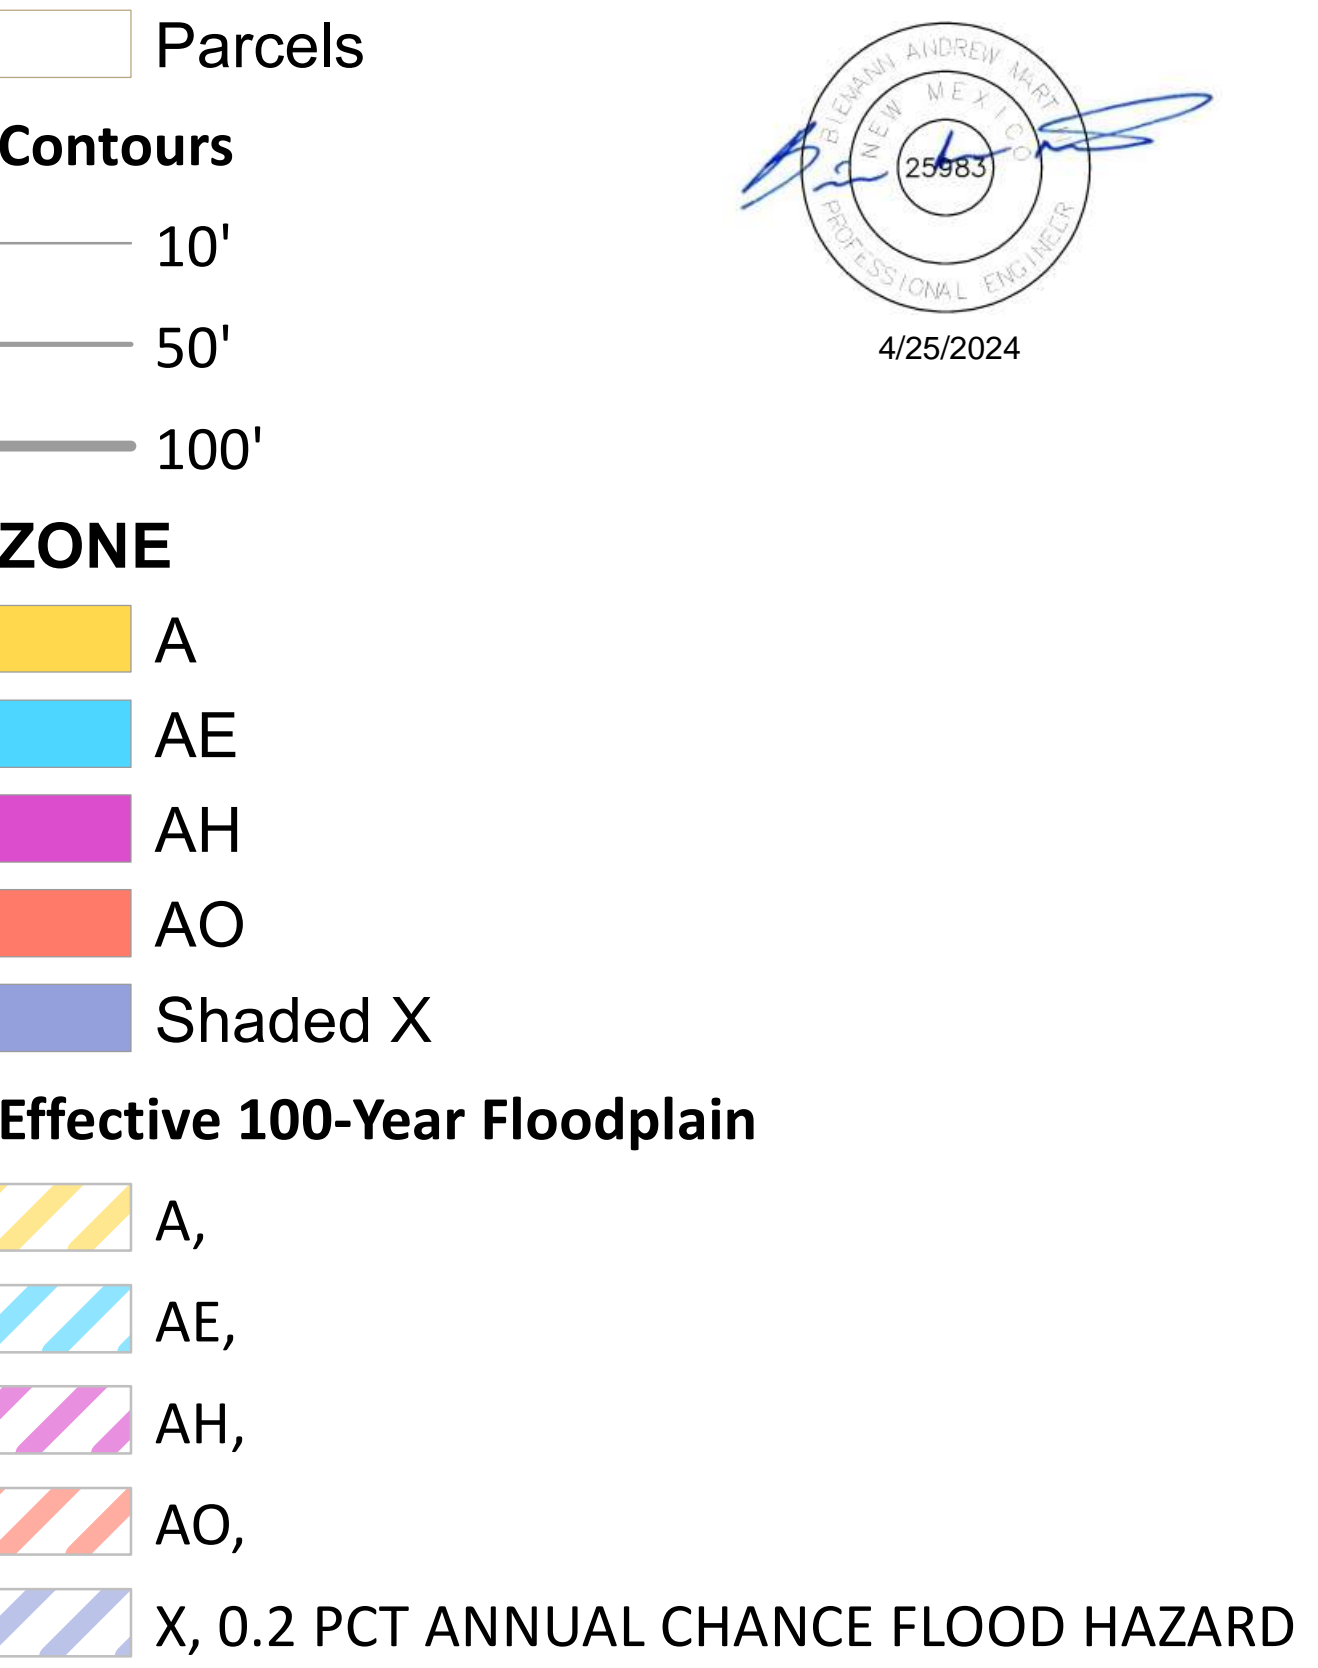 Parcels
Contours
10'
50'
100'
ZONE
A
AE
AH
AO
Shaded X
Effective 100-Year Floodplain
A,
AE,
AH,
AO,
X, 0.2 PCT ANNUAL CHANCE FLOOD HAZARD
BIEMANN ANDREW MARTIN
NEW MEXICO
25983
PROFESSIONAL ENGINEER
4/25/2024